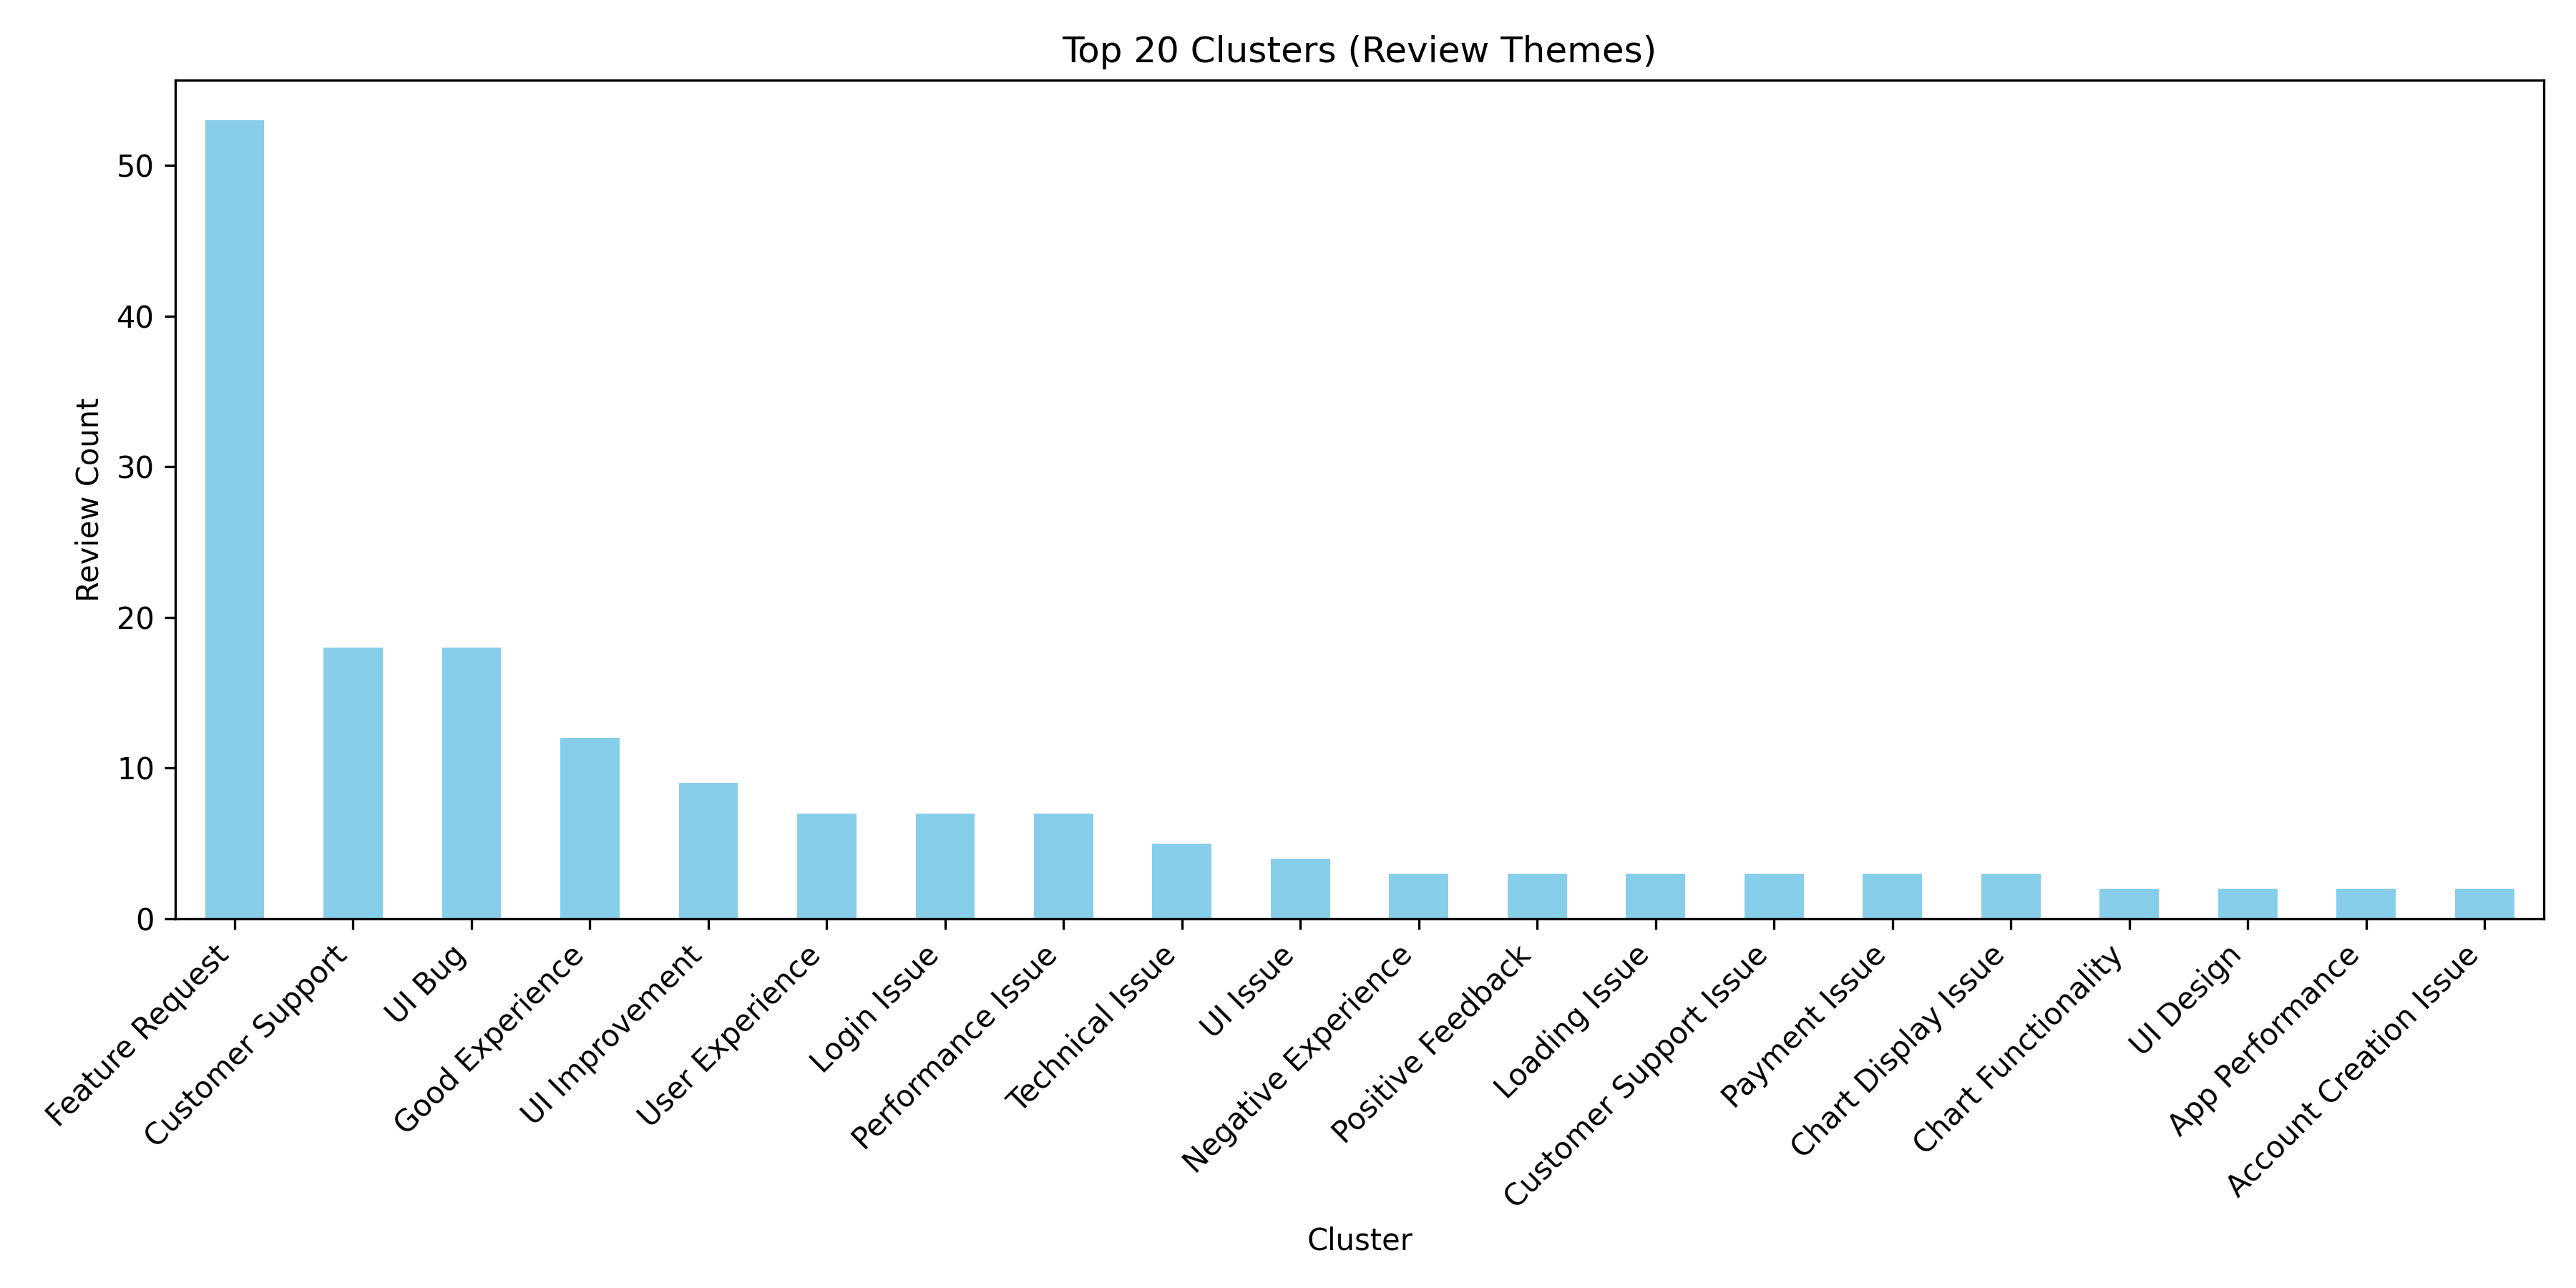 Top 20 Clusters (Review Themes)
Review Count
50
40
30
20
10
0
Feature Request
Customer Support
UI Bug
Good Experience
UI Improvement
User Experience
Login Issue
Performance Issue
Technical Issue
UI Issue
Negative Experience
Positive Feedback
Loading Issue
Customer Support Issue
Payment Issue
Chart Display Issue
Chart Functionality
UI Design
App Performance
Account Creation Issue
Cluster